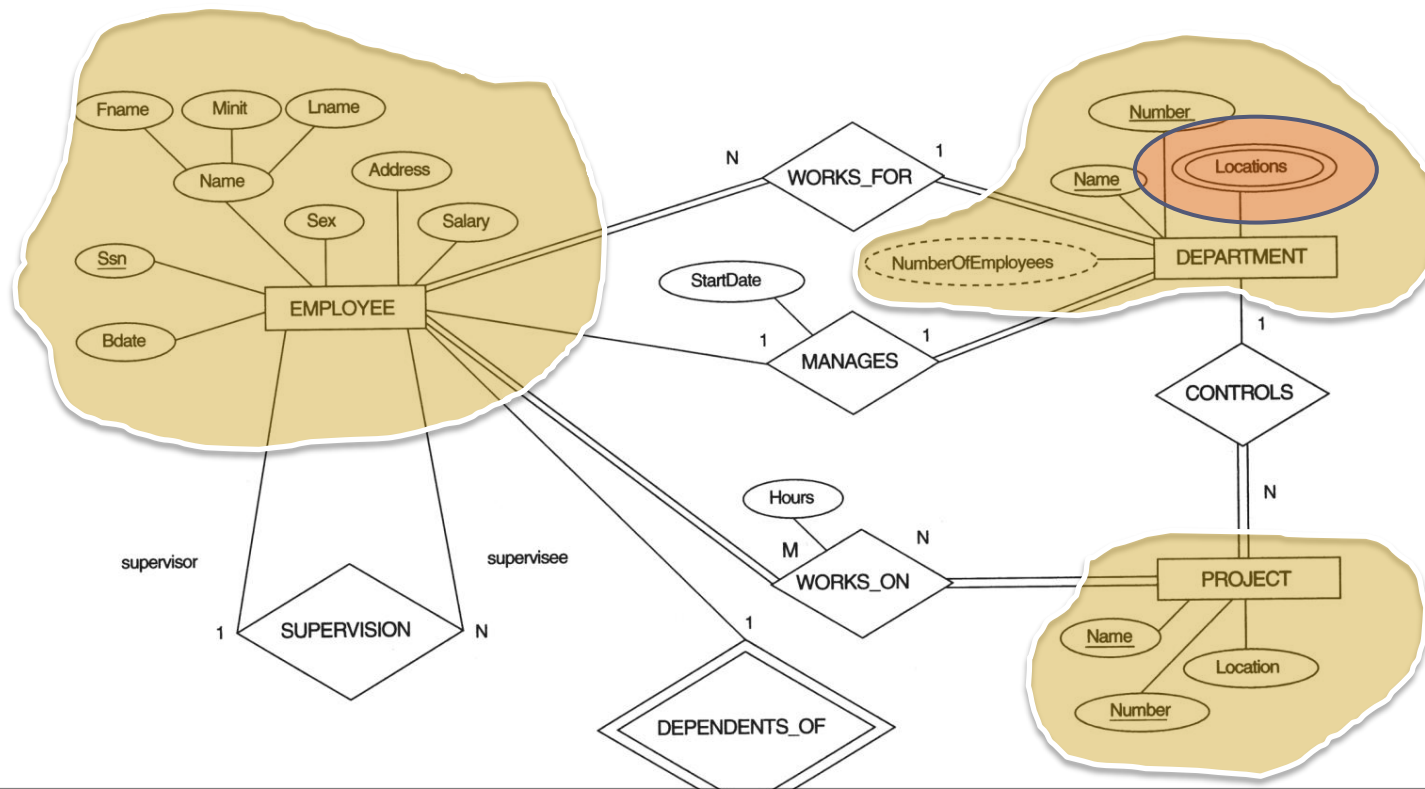 Fname
Minit
Lname
Name
Address
Sex
Salary
Ssn
Bdate
EMPLOYEE
N
WORKS_FOR
1
Number
Locations
Name
NumberOfEmployees
DEPARTMENT
StartDate
1
MANAGES
1
1
CONTROLS
N
supervisor
supervisee
1
SUPERVISION
N
Hours
M
N
WORKS_ON
PROJECT
Name
Location
Number
1
DEPENDENTS_OF